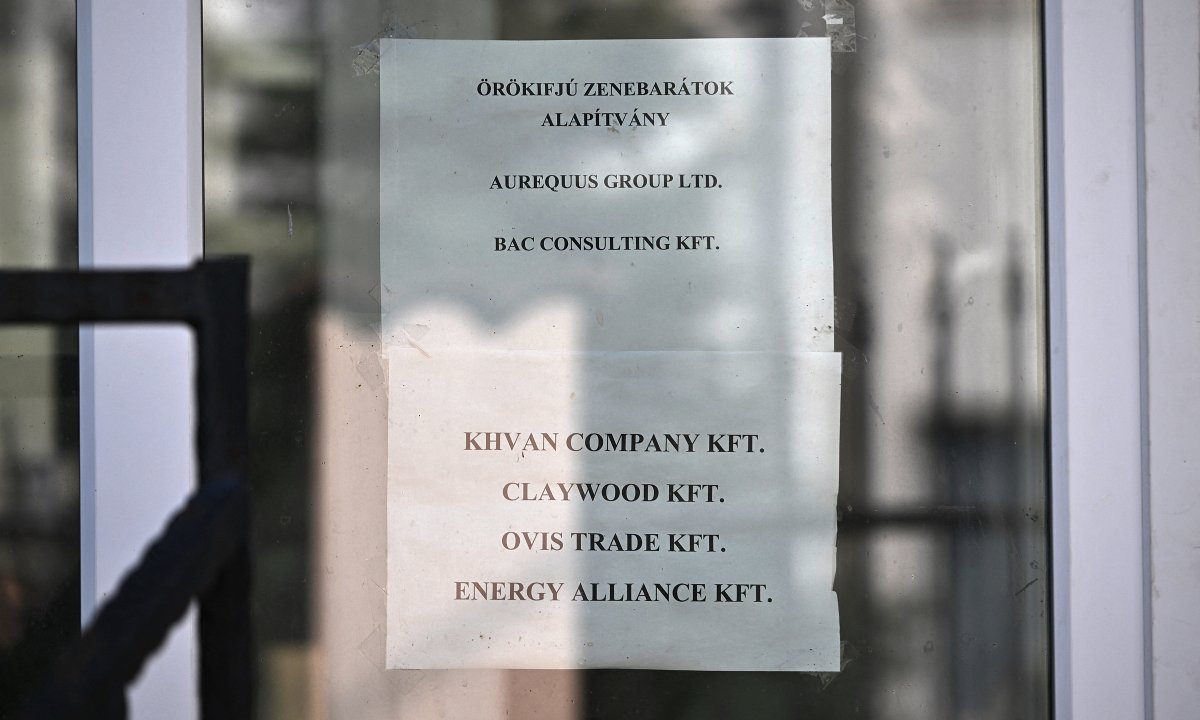 ÖRÖKIFJÚ ZENEBARÁTOK
ALAPÍTVÁNY
AUREQUUS GROUP LTD.
BAC CONSULTING KFT.
KHVAN COMPANY KFT.
CLAYWOOD KFT.
OVIS TRADE KFT.
ENERGY ALLIANCE KFT.